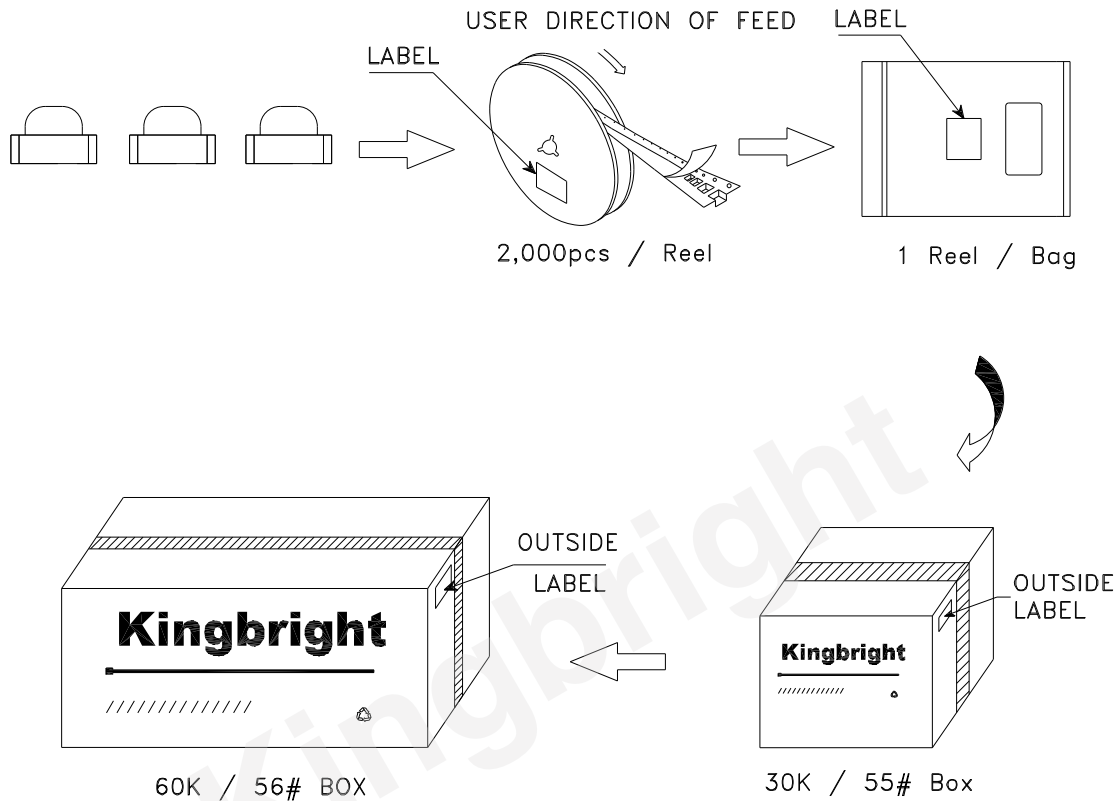 USER DIRECTION OF FEED
LABEL
LABEL
2,000pcs / Reel
1 Reel / Bag
OUTSIDE
LABEL
OUTSIDE
LABEL
Kingbright
Kingbright
60K / 56# BOX
30K / 55# Box
Kingbright